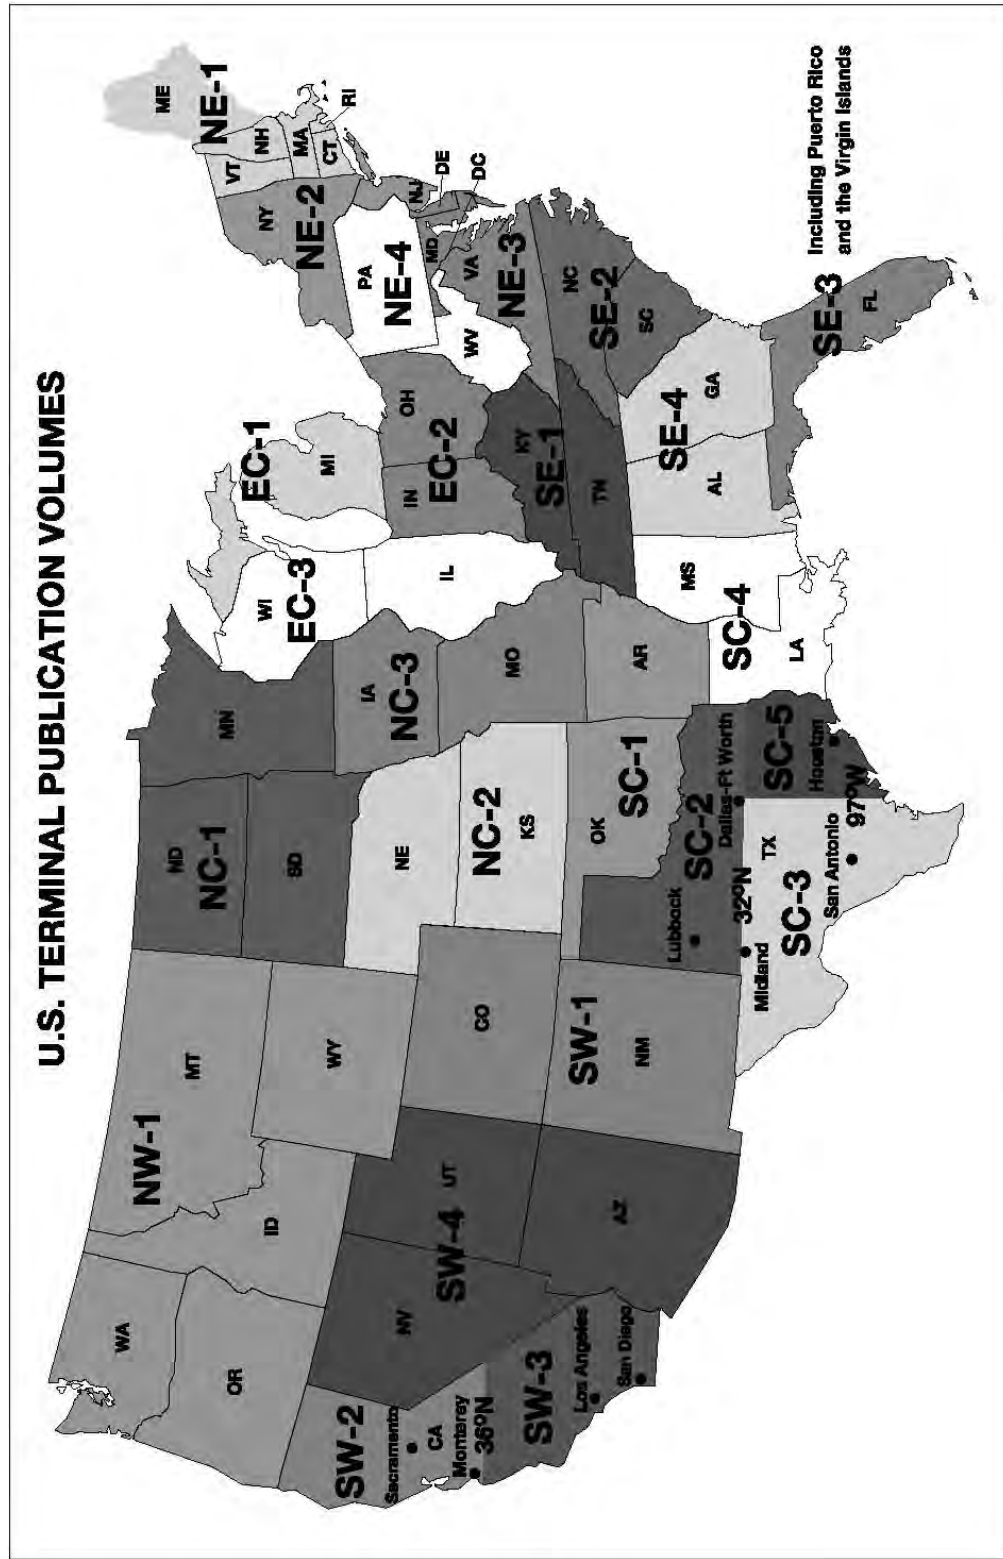 U.S. TERMINAL PUBLICATION VOLUMES
WA
OR
NW-1
MT
ID
WY
SW-2
Sacramento
CA
Monterey
36ºN
SW-3
Los Angeles
San Diego
NV
SW-4
UT
AZ
CO
SW-1
NM
ND
NC-1
SD
MN
NE
NC-2
KS
IA
NC-3
MO
OK
SC-1
AR
Lubbock
SC-2
Dallas-Ft Worth
32ºN
Midland
TX
SC-3
San Antonio
97ºW
SC-5
Houston
SC-4
MS
LA
WI
EC-3
IL
EC-1
MI
IN
OH
EC-2
KY
SE-1
TN
AL
SE-4
GA
NC
SE-2
SC
SE-3
FL
Including Puerto Rico
and the Virgin Islands
WV
VA
NE-3
MD
DC
DE
NJ
PA
NE-4
NY
NE-2
VT
NH
MA
CT
RI
ME
NE-1